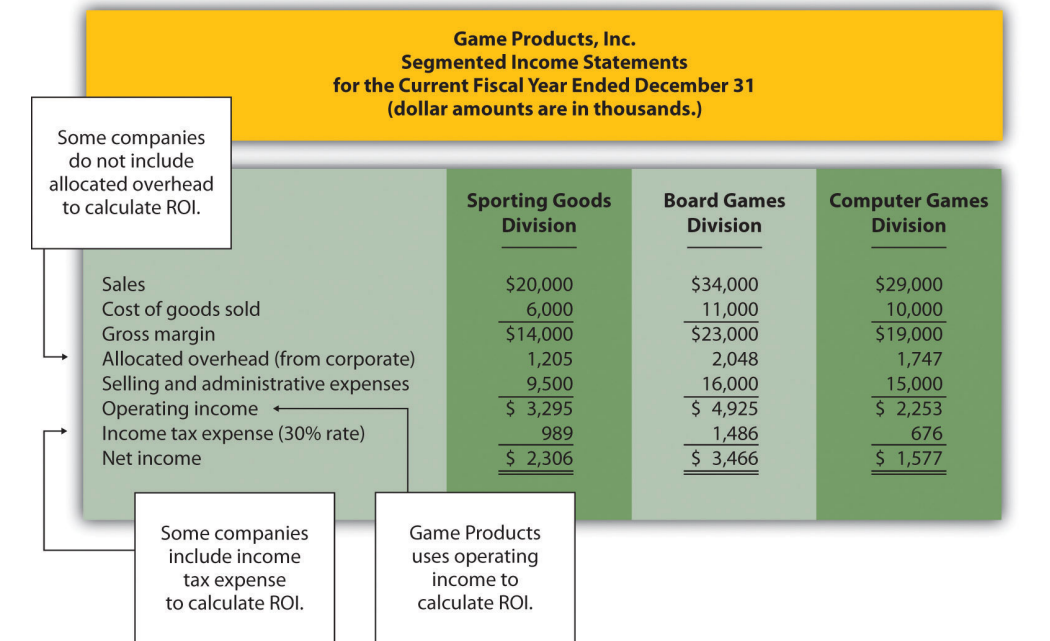 Game Products, Inc.
Segmented Income Statements
for the Current Fiscal Year Ended December 31
(dollar amounts are in thousands.)
Some companies
do not include
allocated overhead
to calculate ROI.
Sporting Goods Division Board Games Division Computer Games Division
Sales $20,000 $34,000 $29,000
Cost of goods sold 6,000 11,000 10,000
Gross margin $14,000 $23,000 $19,000
Allocated overhead (from corporate) 1,205 2,048 1,747
Selling and administrative expenses 9,500 16,000 15,000
Operating income $ 3,295 $ 4,925 $ 2,253
Income tax expense (30% rate) 989 1,486 676
Net income $ 2,306 $ 3,466 $ 1,577
Some companies
include income
tax expense
to calculate ROI.
Game Products
uses operating
income to
calculate ROI.